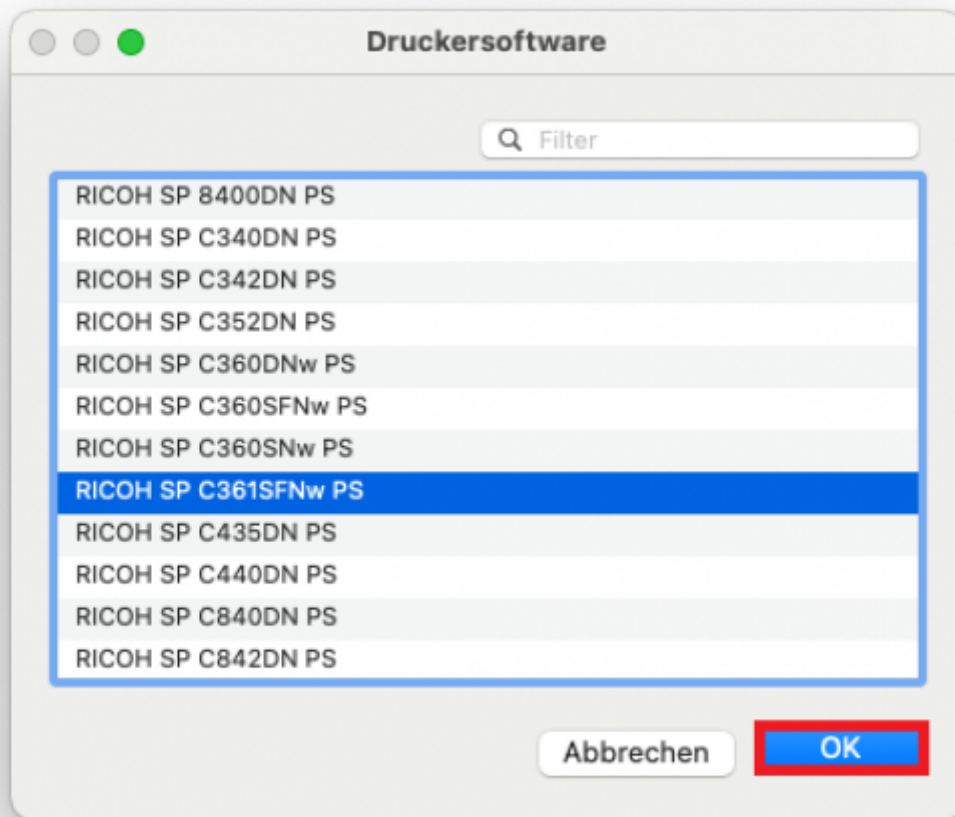 Druckersoftware
Filter
RICOH SP 8400DN PS
RICOH SP C340DN PS
RICOH SP C342DN PS
RICOH SP C352DN PS
RICOH SP C360DNw PS
RICOH SP C360SFNw PS
RICOH SP C360SNw PS
RICOH SP C361SFNw PS
RICOH SP C435DN PS
RICOH SP C440DN PS
RICOH SP C840DN PS
RICOH SP C842DN PS
Abbrechen OK